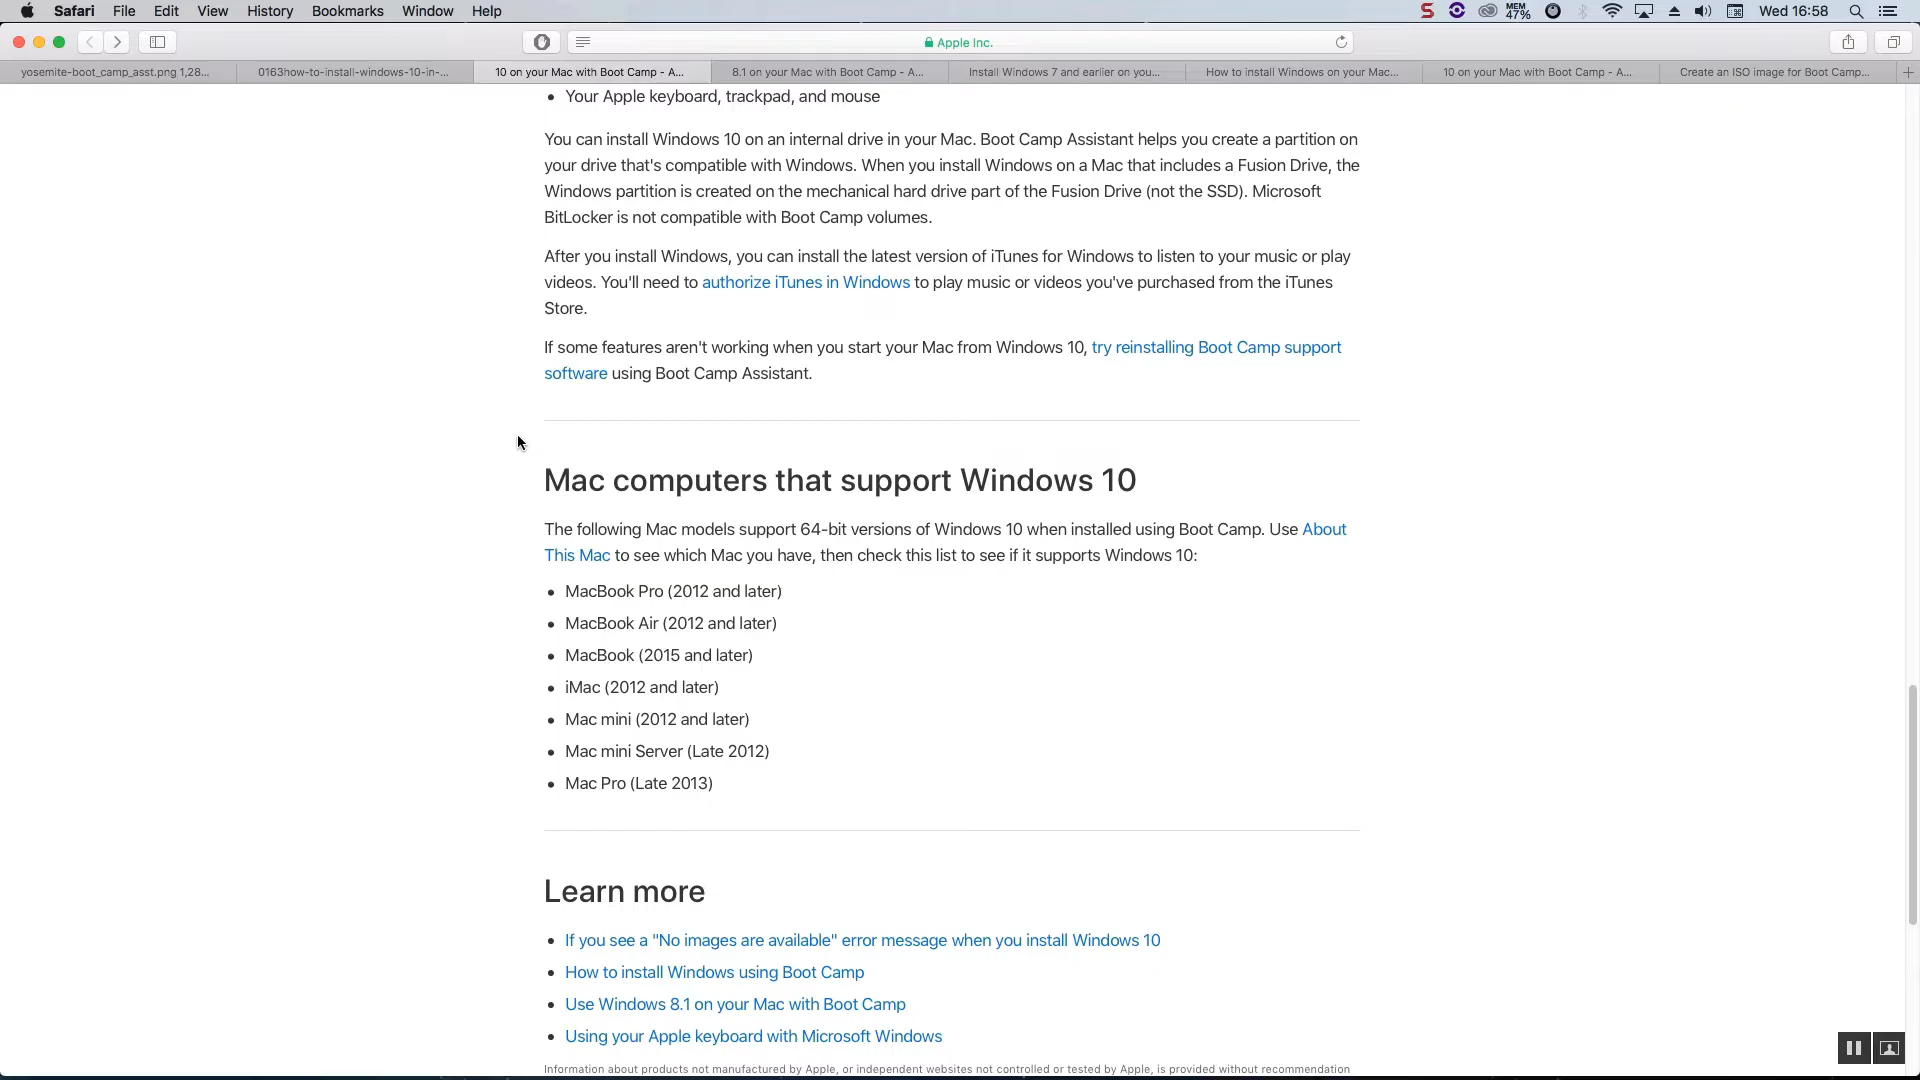 Safari File Edit View History Bookmarks Window Help
S MEM 47% Wed 16:58
Apple Inc.
yosemite-boot_camp_asst.png 1,28...
0163how-to-install-windows-10-in-...
10 on your Mac with Boot Camp - A...
8.1 on your Mac with Boot Camp - A...
Install Windows 7 and earlier on you...
How to install Windows on your Mac...
10 on your Mac with Boot Camp - A...
Create an ISO image for Boot Camp...
• Your Apple keyboard, trackpad, and mouse
You can install Windows 10 on an internal drive in your Mac. Boot Camp Assistant helps you create a partition on
your drive that's compatible with Windows. When you install Windows on a Mac that includes a Fusion Drive, the
Windows partition is created on the mechanical hard drive part of the Fusion Drive (not the SSD). Microsoft
BitLocker is not compatible with Boot Camp volumes.
After you install Windows, you can install the latest version of iTunes for Windows to listen to your music or play
videos. You'll need to authorize iTunes in Windows to play music or videos you've purchased from the iTunes
Store.
If some features aren't working when you start your Mac from Windows 10, try reinstalling Boot Camp support
software using Boot Camp Assistant.
Mac computers that support Windows 10
The following Mac models support 64-bit versions of Windows 10 when installed using Boot Camp. Use About
This Mac to see which Mac you have, then check this list to see if it supports Windows 10:
• MacBook Pro (2012 and later)
• MacBook Air (2012 and later)
• MacBook (2015 and later)
• iMac (2012 and later)
• Mac mini (2012 and later)
• Mac mini Server (Late 2012)
• Mac Pro (Late 2013)
Learn more
• If you see a "No images are available" error message when you install Windows 10
• How to install Windows using Boot Camp
• Use Windows 8.1 on your Mac with Boot Camp
• Using your Apple keyboard with Microsoft Windows
Information about products not manufactured by Apple, or independent websites not controlled or tested by Apple, is provided without recommendation